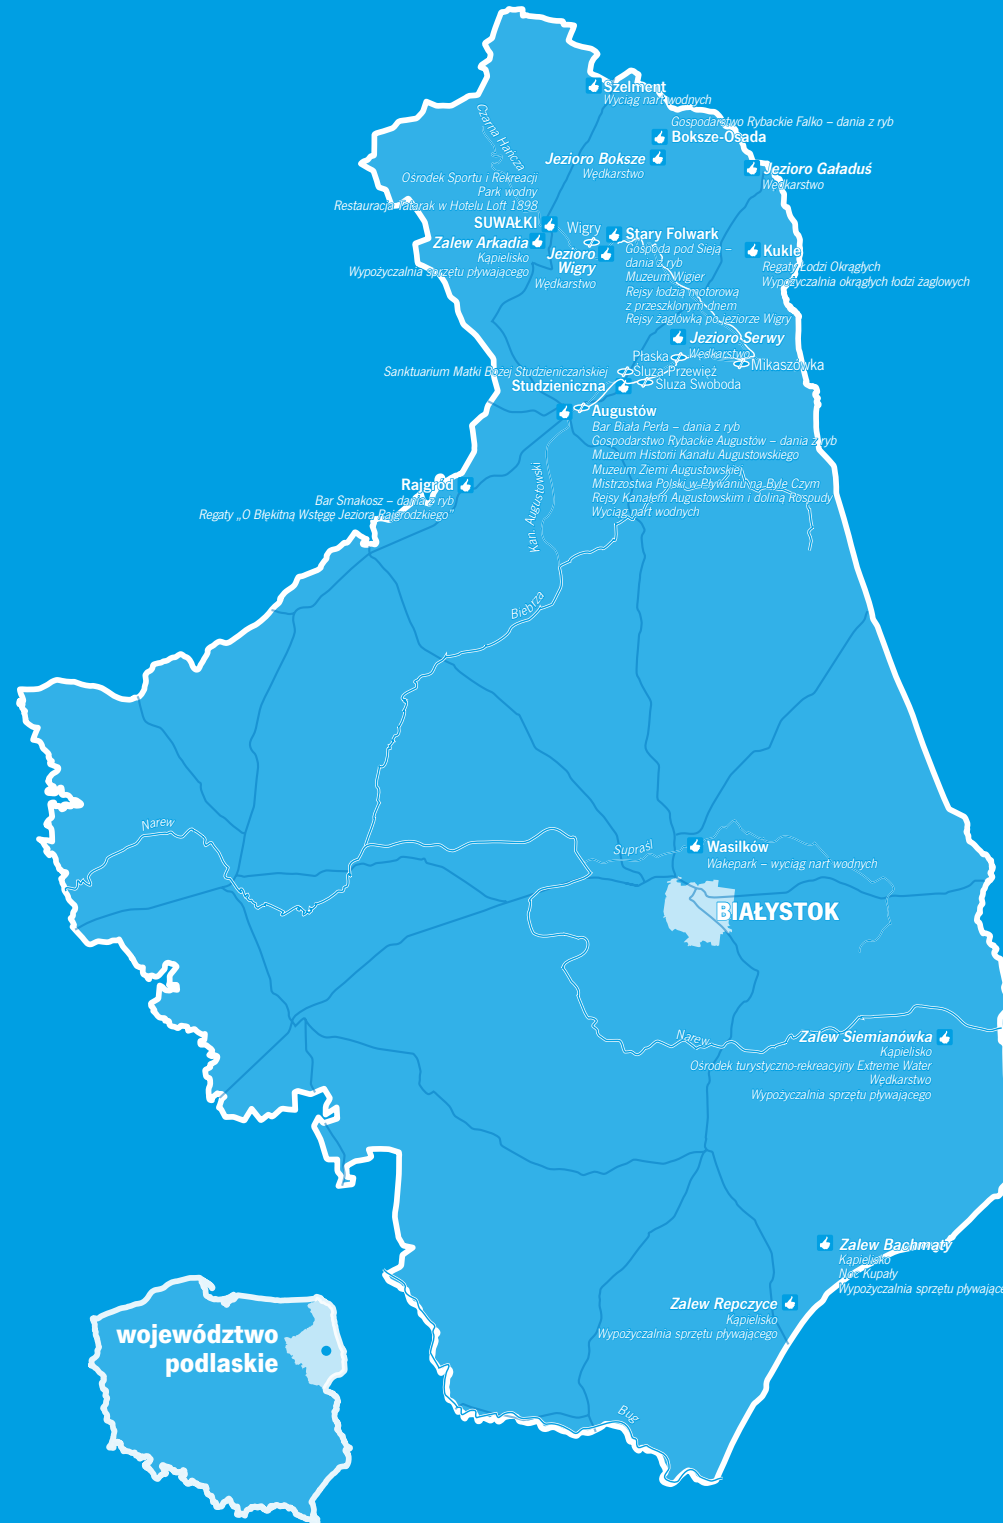 Szelment
Wyciąg nart wodnych
Gospodarstwo Rybackie Falko – dania z ryb
Boksze-Osada
Czarna Hańcza
Jezioro Boksze
Wędkarstwo
Jezioro Gaładuś
Wędkarstwo
Ośrodek Sportu i Rekreacji
Park wodny
Restauracja Tatarak w Hotelu Loft 1898
SUWAŁKI
Zalew Arkadia
Kąpielisko
Wypożyczalnia sprzętu pływającego
Wigry
Jezioro
Wigry
Wędkarstwo
Stary Folwark
Gospoda pod Sieją –
dania z ryb
Muzeum Wigier
Rejsy łodzią motorową
z przeszklonym dnem
Rejsy żaglówką po jeziorze Wigry
Kukle
Regaty Łodzi Okrągłych
Wypożyczalnia okrągłych łodzi żaglowych
Jezioro Serwy
Wędkarstwo
Płaska
Mikaszówka
Śluza Przewięź
Śluza Swoboda
Sanktuarium Matki Bożej Studzieniczańskiej
Studzieniczna
Augustów
Bar Biała Perła – dania z ryb
Gospodarstwo Rybackie Augustów – dania z ryb
Muzeum Historii Kanału Augustowskiego
Muzeum Ziemi Augustowskiej
Mistrzostwa Polski w Pływaniu na Byle Czym
Rejsy Kanałem Augustowskim i doliną Rospudy
Wyciąg nart wodnych
Rajgród
Bar Smakosz – dania z ryb
Regaty „O Błękitną Wstęgę Jeziora Rajgrodzkiego”
Kan. Augustowski
Biebrza
Narew
Supraśl
Wasilków
Wakepark – wyciąg nart wodnych
BIAŁYSTOK
Narew
Zalew Siemianówka
Kąpielisko
Ośrodek turystyczno-rekreacyjny Extreme Water
Wędkarstwo
Wypożyczalnia sprzętu pływającego
Zalew Bachmaty
Kąpielisko
Noc Kupały
Wypożyczalnia sprzętu pływające
Zalew Repczyce
Kąpielisko
Wypożyczalnia sprzętu pływającego
Bug
województwo
podlaskie